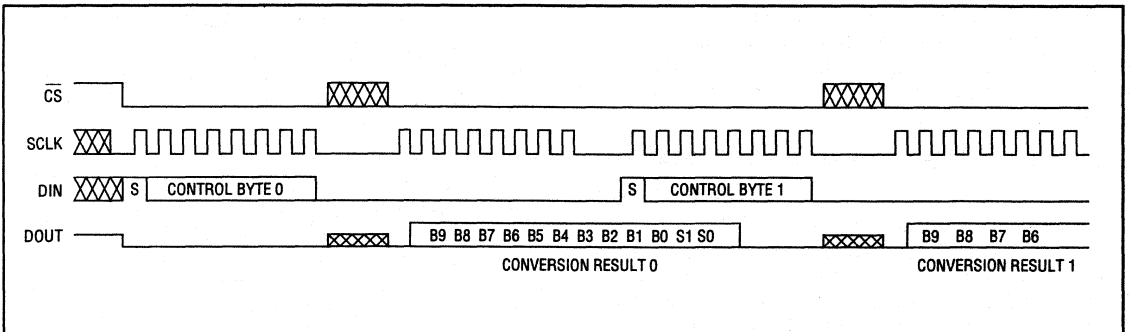 CS
SCLK
DIN S CONTROL BYTE 0 S CONTROL BYTE 1
DOUT B9 B8 B7 B6 B5 B4 B3 B2 B1 B0 S1 S0 B9 B8 B7 B6
CONVERSION RESULT 0 CONVERSION RESULT 1